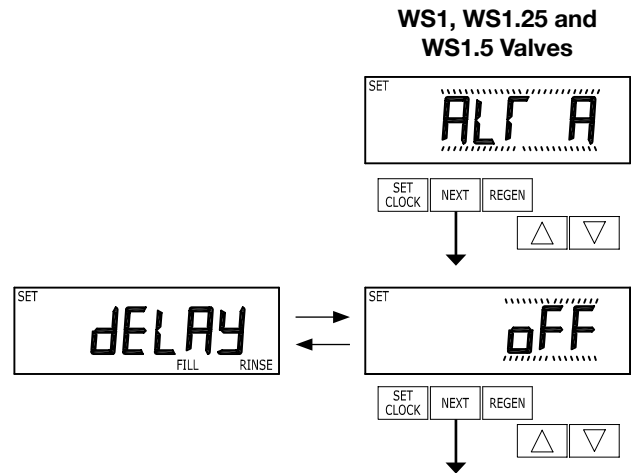 WS1, WS1.25 and
WS1.5 Valves
SET
ALT A
SET
CLOCK
NEXT
REGEN
SET
dELAY
FILL
RINSE
SET
oFF
SET
CLOCK
NEXT
REGEN